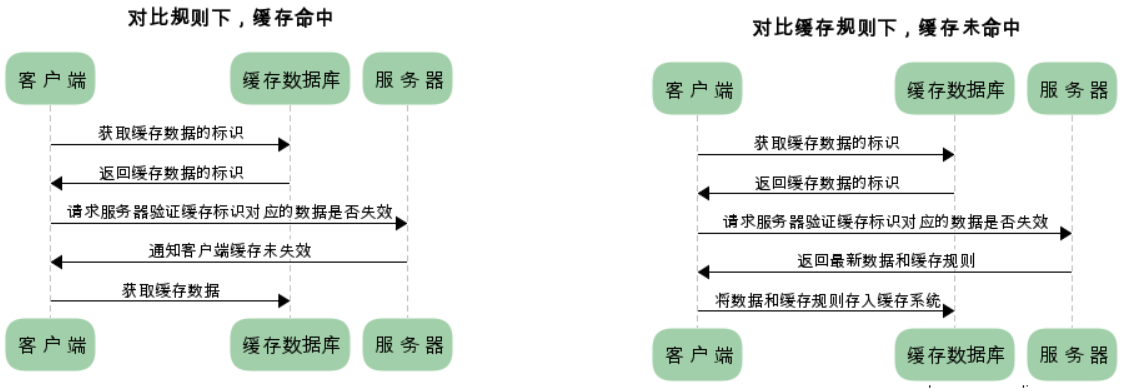 对比规则下，缓存命中
客户端
缓存数据库
服务器
获取缓存数据的标识
返回缓存数据的标识
请求服务器验证缓存标识对应的数据是否失效
通知客户端缓存未失效
获取缓存数据
客户端
缓存数据库
服务器
对比缓存规则下，缓存未命中
客户端
缓存数据库
服务器
获取缓存数据的标识
返回缓存数据的标识
请求服务器验证缓存标识对应的数据是否失效
返回最新数据和缓存规则
将数据和缓存规则存入缓存系统
客户端
缓存数据库
服务器